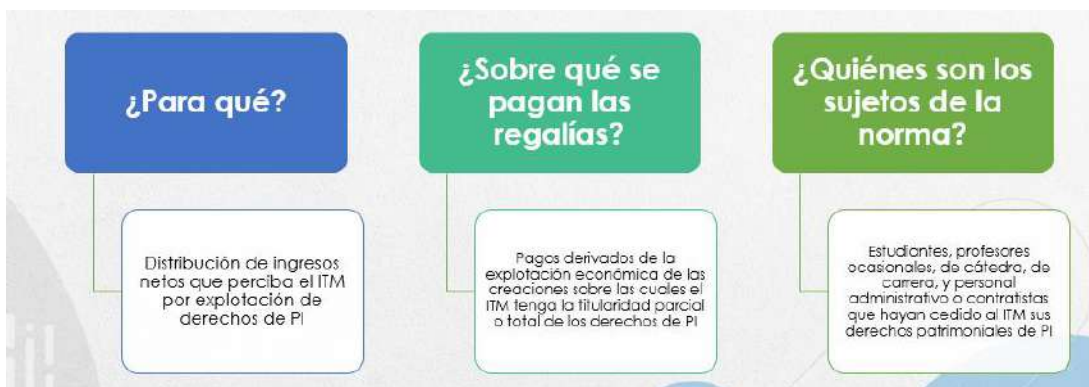 ¿Para qué?
Distribución de ingresos
netos que perciba el ITM
por explotación de
derechos de PI
¿Sobre qué se
pagan las
regalías?
Pagos derivados de la
explotación económica de las
creaciones sobre las cuales el
ITM tenga la titularidad parcial
o total de los derechos de PI
¿Quiénes son los
sujetos de la
norma?
Estudiantes, profesores
ocasionales, de cátedra, de
carrera, y personal
administrativo o contratistas
que hayan cedido al ITM sus
derechos patrimoniales de PI